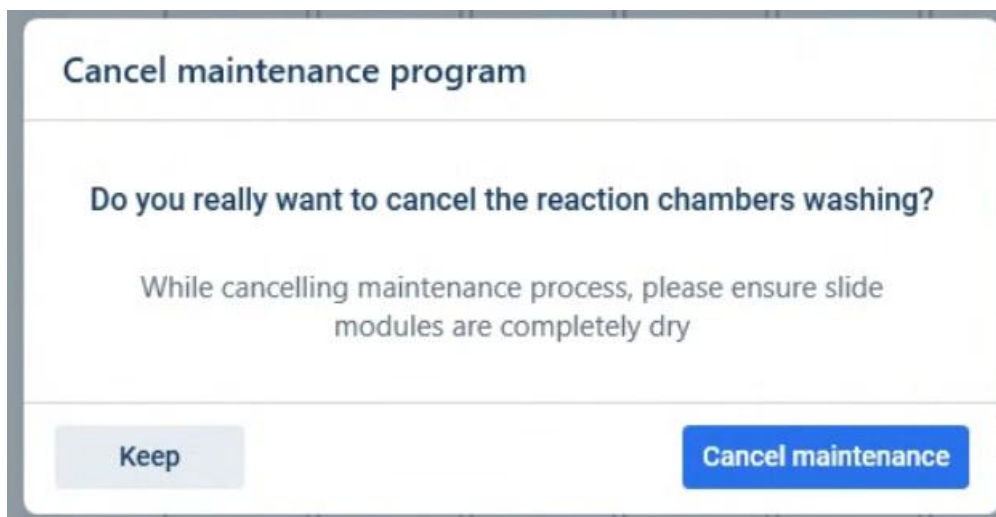 Cancel maintenance program
Do you really want to cancel the reaction chambers washing?
While cancelling maintenance process, please ensure slide
modules are completely dry
Keep
Cancel maintenance